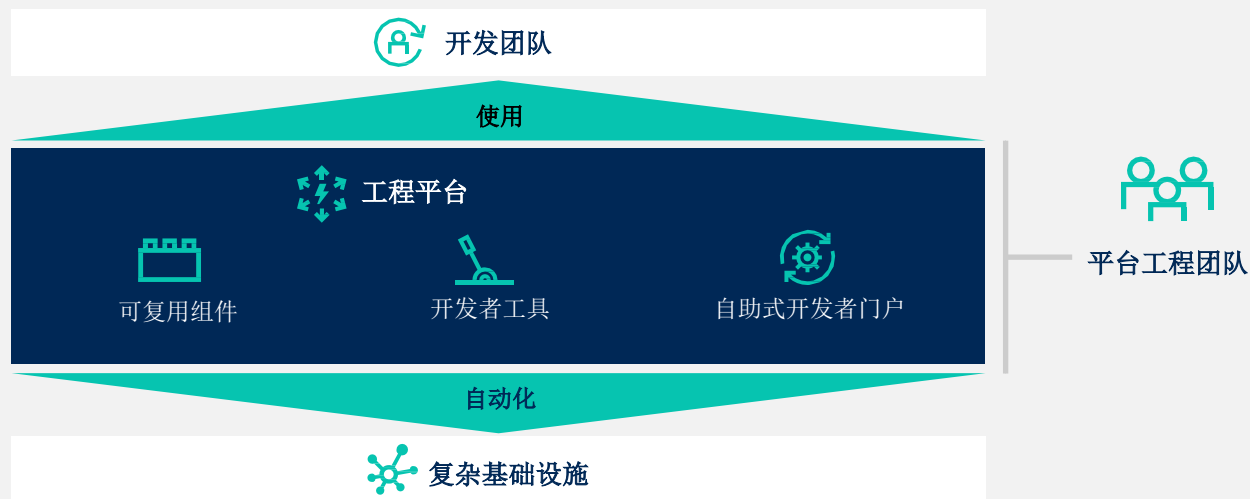 开发团队
使用
工程平台
可复用组件
开发者工具
自助式开发者门户
平台工程团队
自动化
复杂基础设施